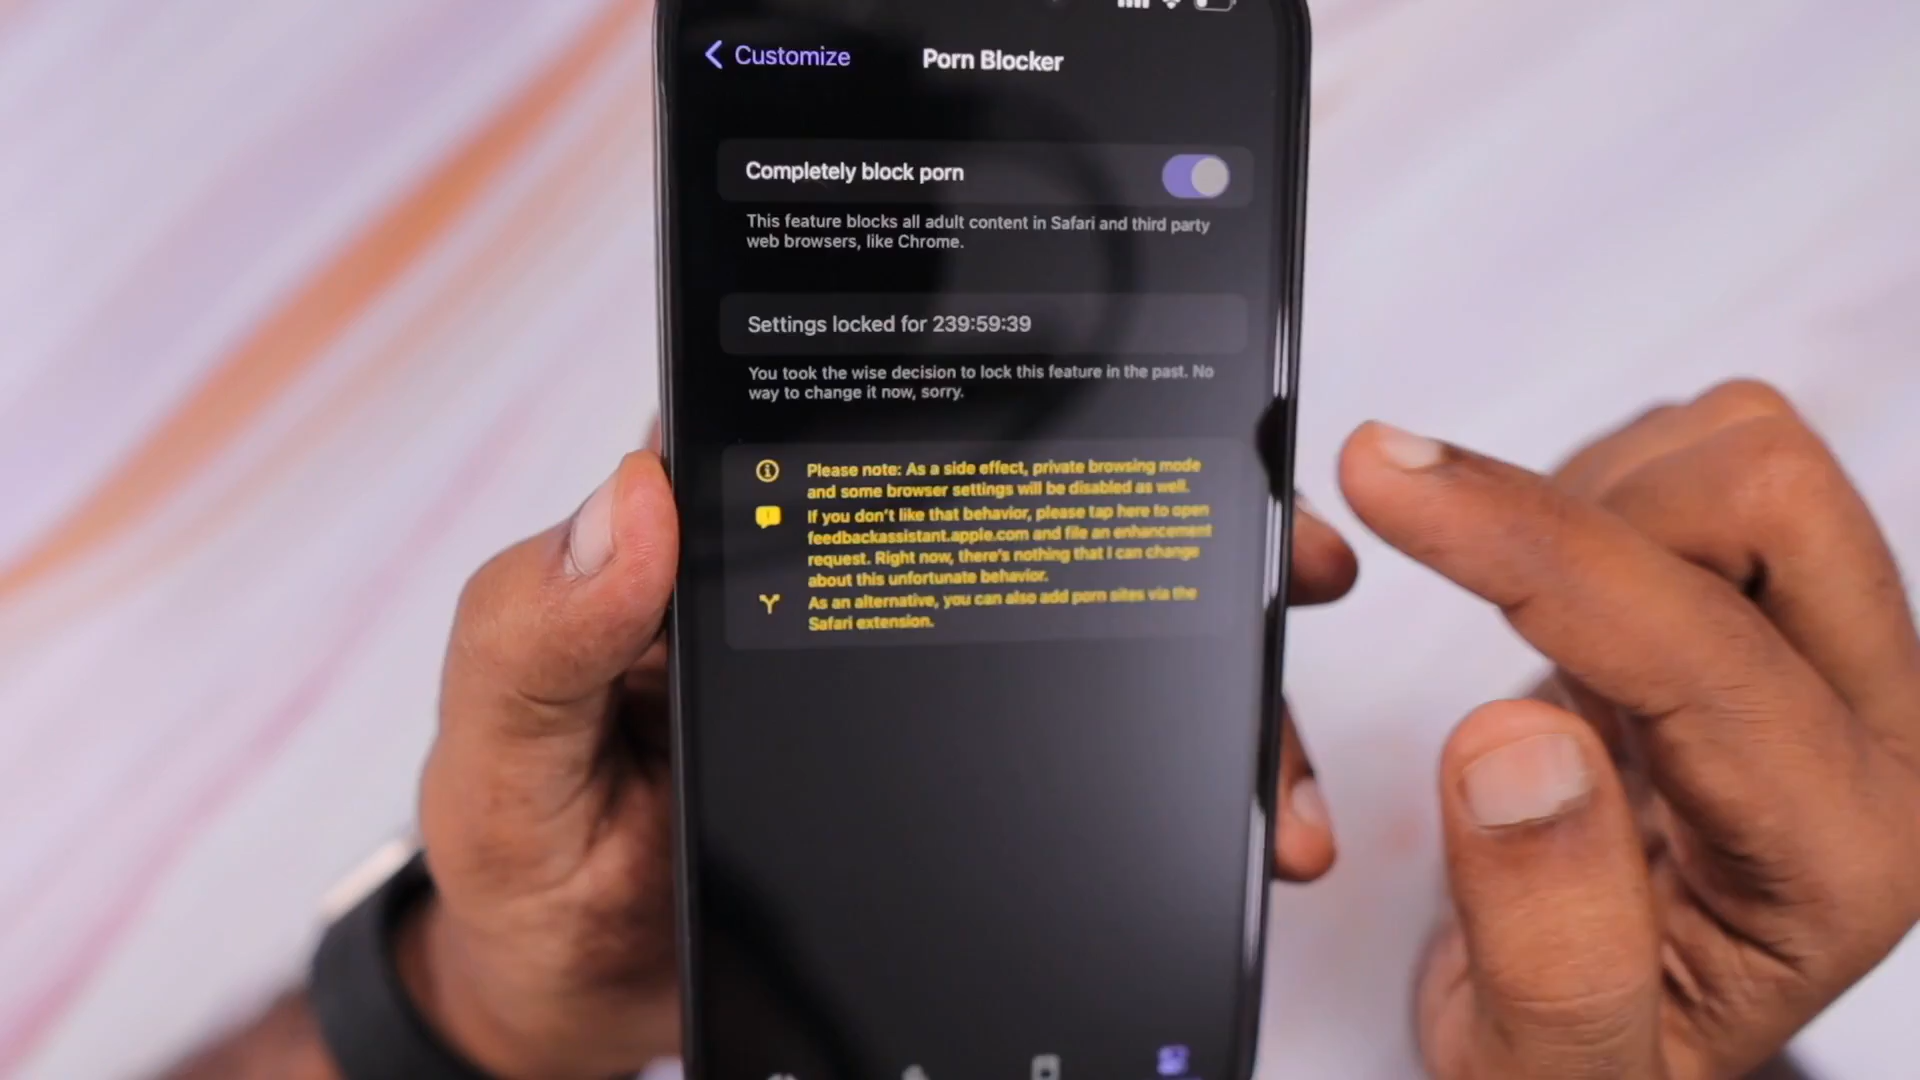 Customize
Porn Blocker
Completely block porn
This feature blocks all adult content in Safari and third party
web browsers, like Chrome.
Settings locked for 239:59:39
You took the wise decision to lock this feature in the past. No
way to change it now, sorry.
Please note: As a side effect, private browsing mode
and some browser settings will be disabled as well.
If you don't like that behavior, please tap here to open
feedbackassistant.apple.com and file an enhancement
request. Right now, there's nothing that I can change
about this unfortunate behavior.
As an alternative, you can also add porn sites via the
Safari extension.